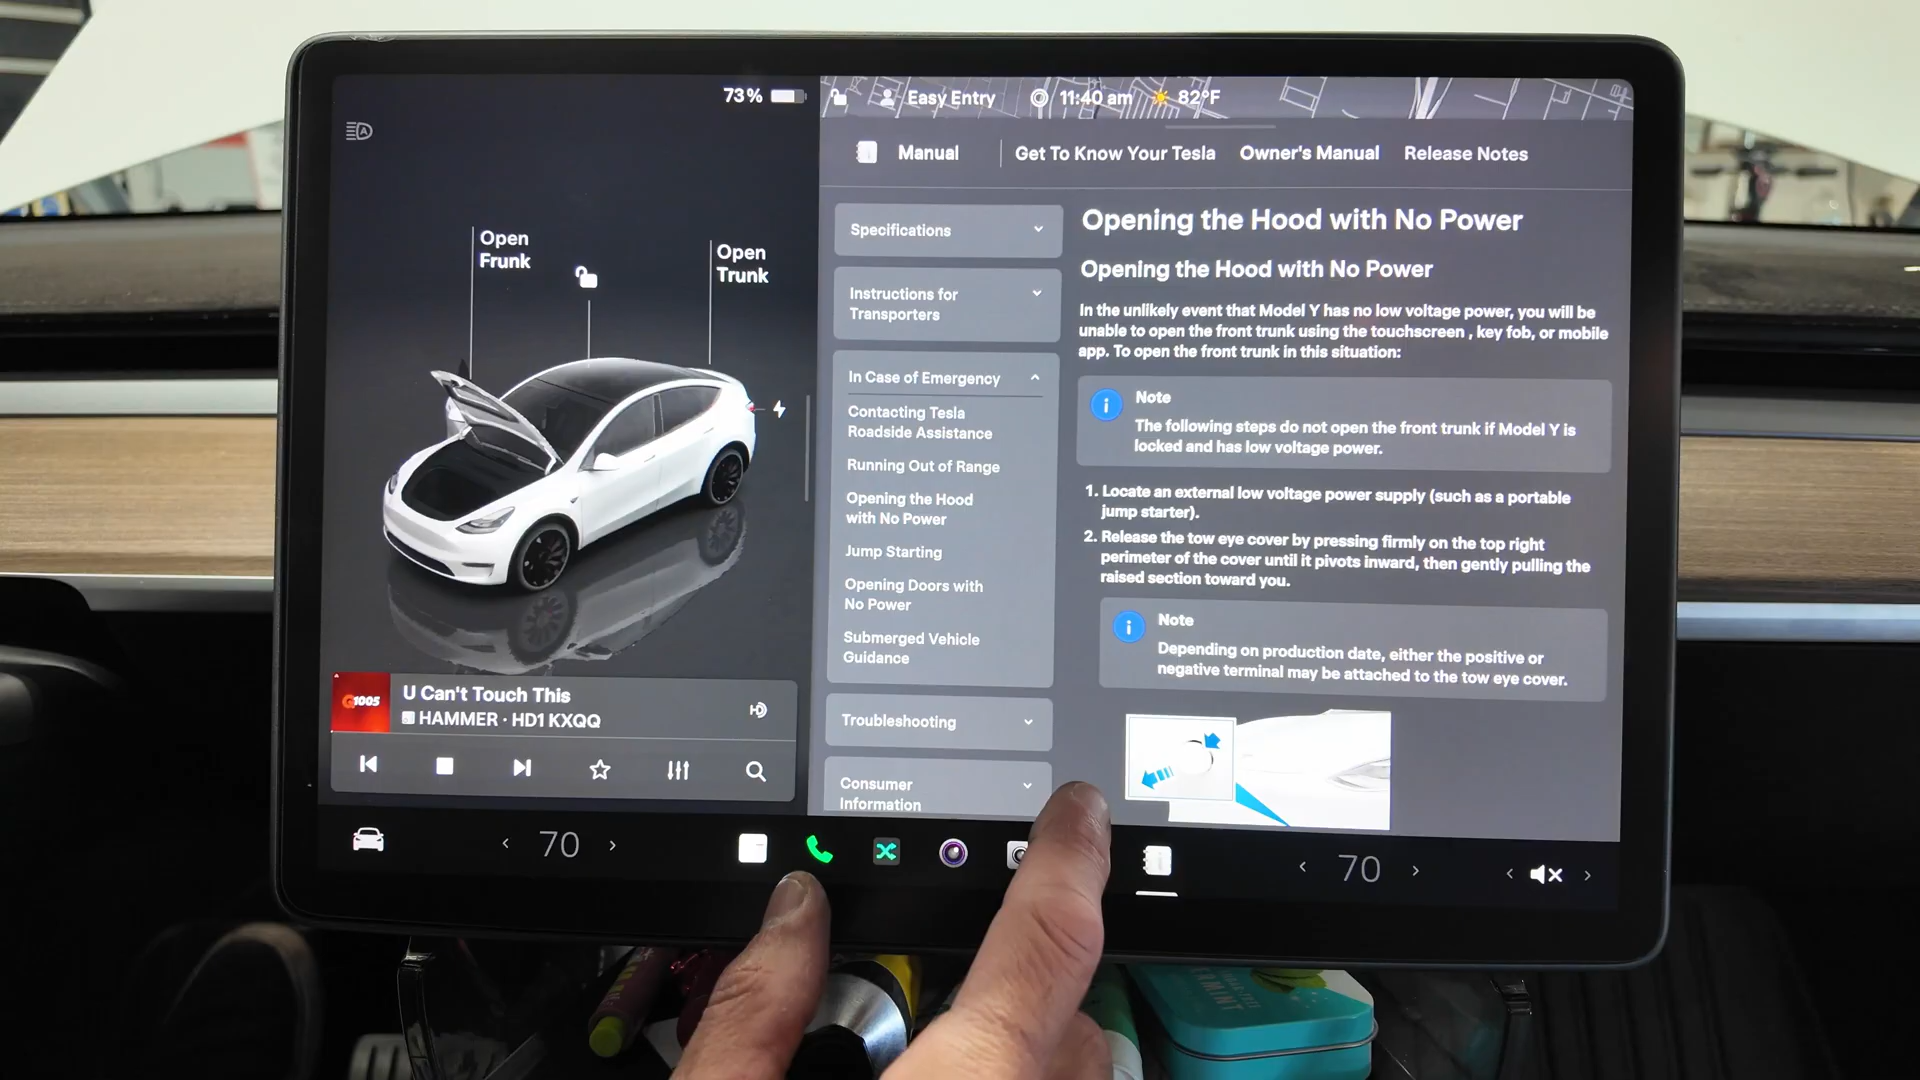 73%
Easy Entry
11:40 am
82°F
Manual
Get To Know Your Tesla
Owner's Manual
Release Notes
Open
Frunk
Open
Trunk
Specifications
Instructions for
Transporters
In Case of Emergency
Contacting Tesla
Roadside Assistance
Running Out of Range
Opening the Hood
with No Power
Jump Starting
Opening Doors with
No Power
Submerged Vehicle
Guidance
Troubleshooting
Consumer
Information
Opening the Hood with No Power
Opening the Hood with No Power
In the unlikely event that Model Y has no low voltage power, you will be
unable to open the front trunk using the touchscreen , key fob, or mobile
app. To open the front trunk in this situation:
Note
The following steps do not open the front trunk if Model Y is
locked and has low voltage power.
1. Locate an external low voltage power supply (such as a portable
jump starter).
2. Release the tow eye cover by pressing firmly on the top right
perimeter of the cover until it pivots inward, then gently pulling the
raised section toward you.
Note
Depending on production date, either the positive or
negative terminal may be attached to the tow eye cover.
Q1005
U Can't Touch This
HAMMER · HD1 KXQQ
70
70